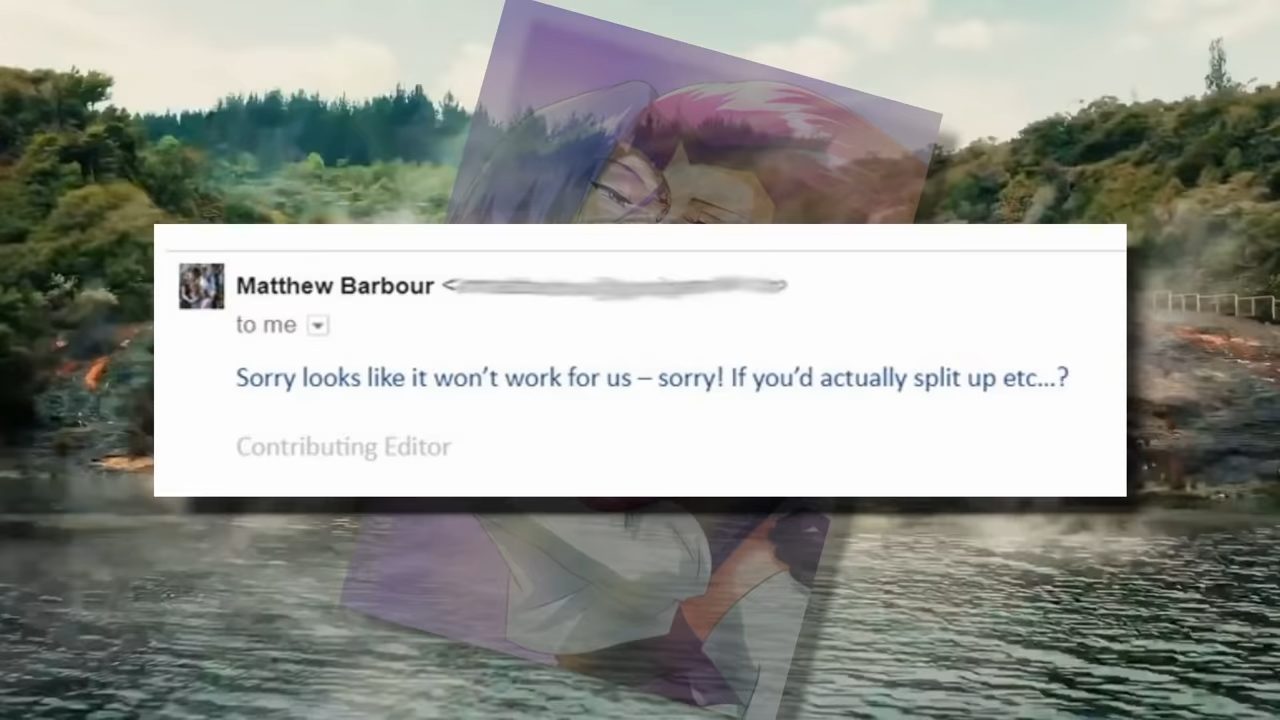 Matthew Barbour <
to me
Sorry looks like it won’t work for us – sorry! If you’d actually split up etc...?
Contributing Editor